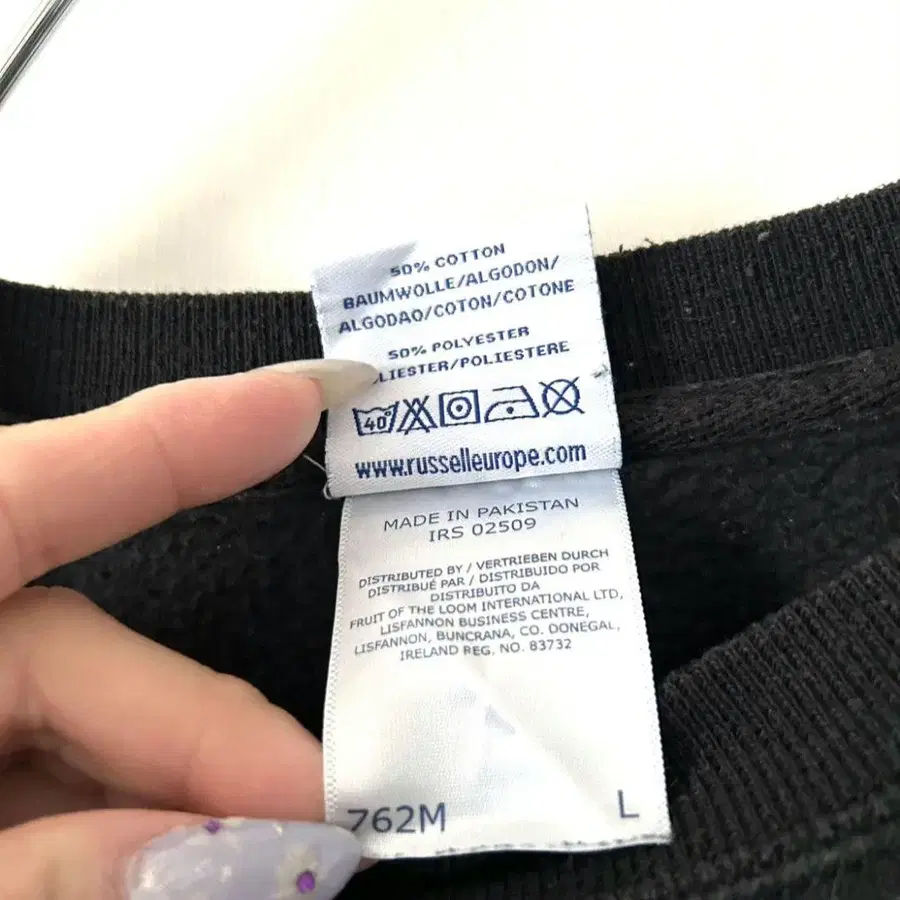 50% COTTON
BAUMWOLLE/ALGODON/
ALGODAO/COTON/COTONE
50% POLYESTER
LIESTER/POLIESTERE
40°
www.russelleurope.com
MADE IN PAKISTAN
IRS 02509
DISTRIBUTED BY / VERTRIEBEN DURCH
DISTRIBUÉ PAR / DISTRIBUIDO POR
DISTRIBUITO DA
FRUIT OF THE LOOM INTERNATIONAL LTD,
LISFANNON BUSINESS CENTRE,
LISFANNON, BUNCRANA, CO. DONEGAL,
IRELAND REG. NO. 83732
762M L